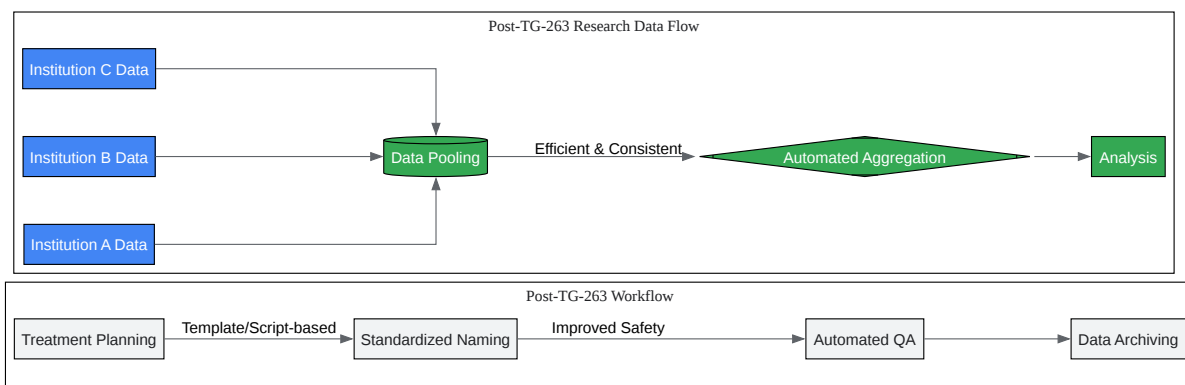 Post-TG-263 Research Data Flow
Institution C Data
Institution B Data
Data Pooling
Efficient & Consistent
Automated Aggregation
Analysis
Institution A Data
Post-TG-263 Workflow
Treatment Planning
Template/Script-based
Standardized Naming
Improved Safety
Automated QA
Data Archiving